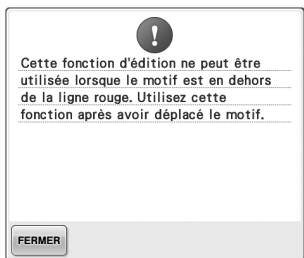 Cette fonction d'édition ne peut être
utilisée lorsque le motif est en dehors
de la ligne rouge. Utilisez cette
fonction après avoir déplacé le motif.
FERMER